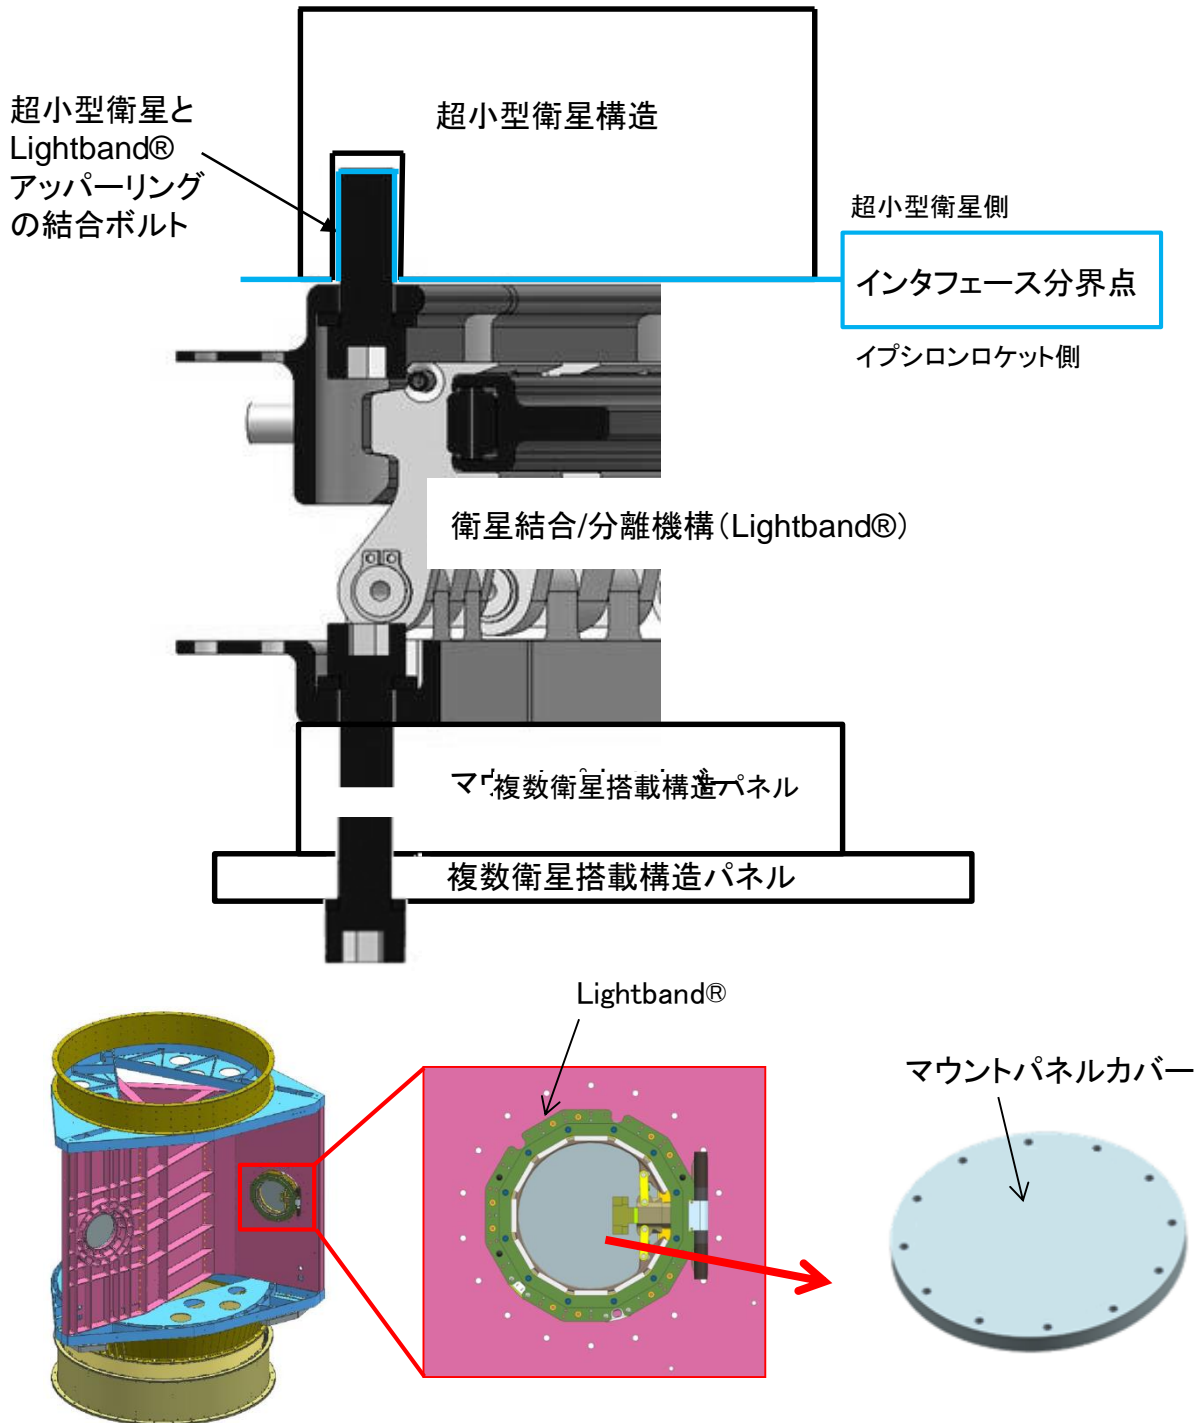 超小型衛星構造
超小型衛星と
Lightband®
アッパーリング
の結合ボルト
超小型衛星側
インタフェース分界点
イプシロンロケット側
衛星結合/分離機構（Lightband®）
複数衛星搭載構造パネル
複数衛星搭載構造パネル
Lightband®
マウントパネルカバー